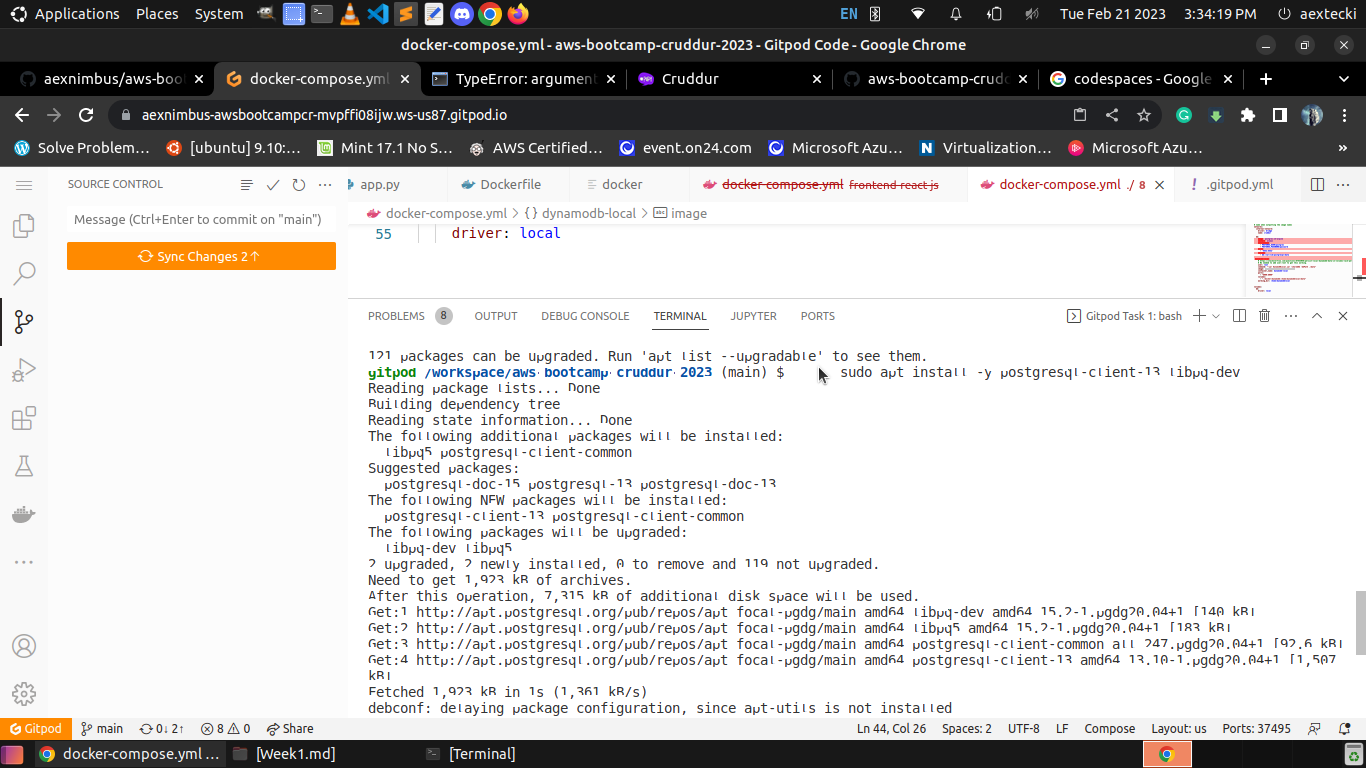 Applications Places System EN Tue Feb 21 2023 3:34:19 PM aextecki
docker-compose.yml - aws-bootcamp-cruddur-2023 - Gitpod Code - Google Chrome
aexnimbus/aws-boo docker-compose.yml TypeError: argument Cruddur aws-bootcamp-crudd codespaces - Google
aexnimbus-awsbootcampcr-mvpffi08ijw.ws-us87.gitpod.io
Solve Problem... [ubuntu] 9.10:... Mint 17.1 No S... AWS Certified... event.on24.com Microsoft Azu... Virtualization... Microsoft Azu... »
SOURCE CONTROL
app.py Dockerfile docker docker-compose.yml frontend-react-js docker-compose.yml ./ 8 .gitpod.yml
Message (Ctrl+Enter to commit on "main")
docker-compose.yml > {} dynamodb-local > image
55 driver: local
Sync Changes 2↑
PROBLEMS 8 OUTPUT DEBUG CONSOLE TERMINAL JUPYTER PORTS Gitpod Task 1: bash
121 packages can be upgraded. Run 'apt list --upgradable' to see them.
gitpod /workspace/aws-bootcamp-cruddur-2023 (main) $ sudo apt install -y postgresql-client-13 libpq-dev
Reading package lists... Done
Building dependency tree
Reading state information... Done
The following additional packages will be installed:
libpq5 postgresql-client-common
Suggested packages:
postgresql-doc-15 postgresql-13 postgresql-doc-13
The following NEW packages will be installed:
postgresql-client-13 postgresql-client-common
The following packages will be upgraded:
libpq-dev libpq5
2 upgraded, 2 newly installed, 0 to remove and 119 not upgraded.
Need to get 1,923 kB of archives.
After this operation, 7,315 kB of additional disk space will be used.
Get:1 http://apt.postgresql.org/pub/repos/apt focal-pgdg/main amd64 libpq-dev amd64 15.2-1.pgdg20.04+1 [140 kB]
Get:2 http://apt.postgresql.org/pub/repos/apt focal-pgdg/main amd64 libpq5 amd64 15.2-1.pgdg20.04+1 [183 kB]
Get:3 http://apt.postgresql.org/pub/repos/apt focal-pgdg/main amd64 postgresql-client-common all 247.pgdg20.04+1 [92.6 kB]
Get:4 http://apt.postgresql.org/pub/repos/apt focal-pgdg/main amd64 postgresql-client-13 amd64 13.10-1.pgdg20.04+1 [1,507
kB]
Fetched 1,923 kB in 1s (1,361 kB/s)
debconf: delaying package configuration, since apt-utils is not installed
Gitpod main 0↓ 2↑ 8 0 Share Ln 44, Col 26 Spaces: 2 UTF-8 LF Compose Layout: us Ports: 37495
docker-compose.yml ... [Week1.md] [Terminal]